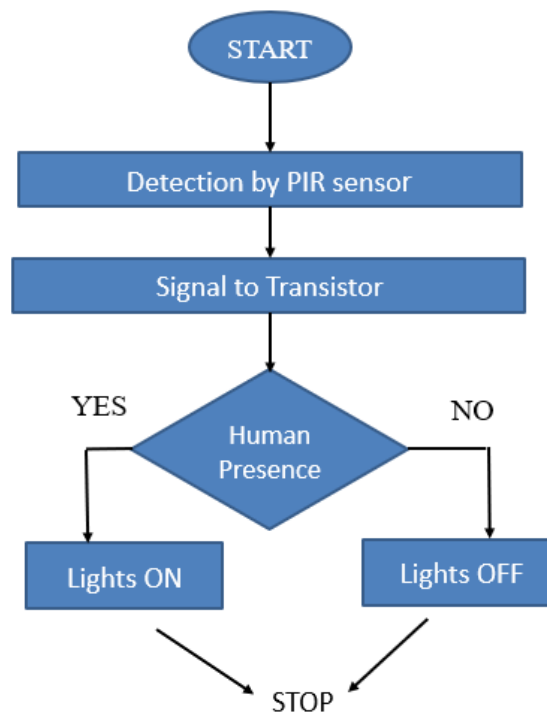 START
Detection by PIR sensor
Signal to Transistor
YES
NO
Human
Presence
Lights ON
Lights OFF
STOP